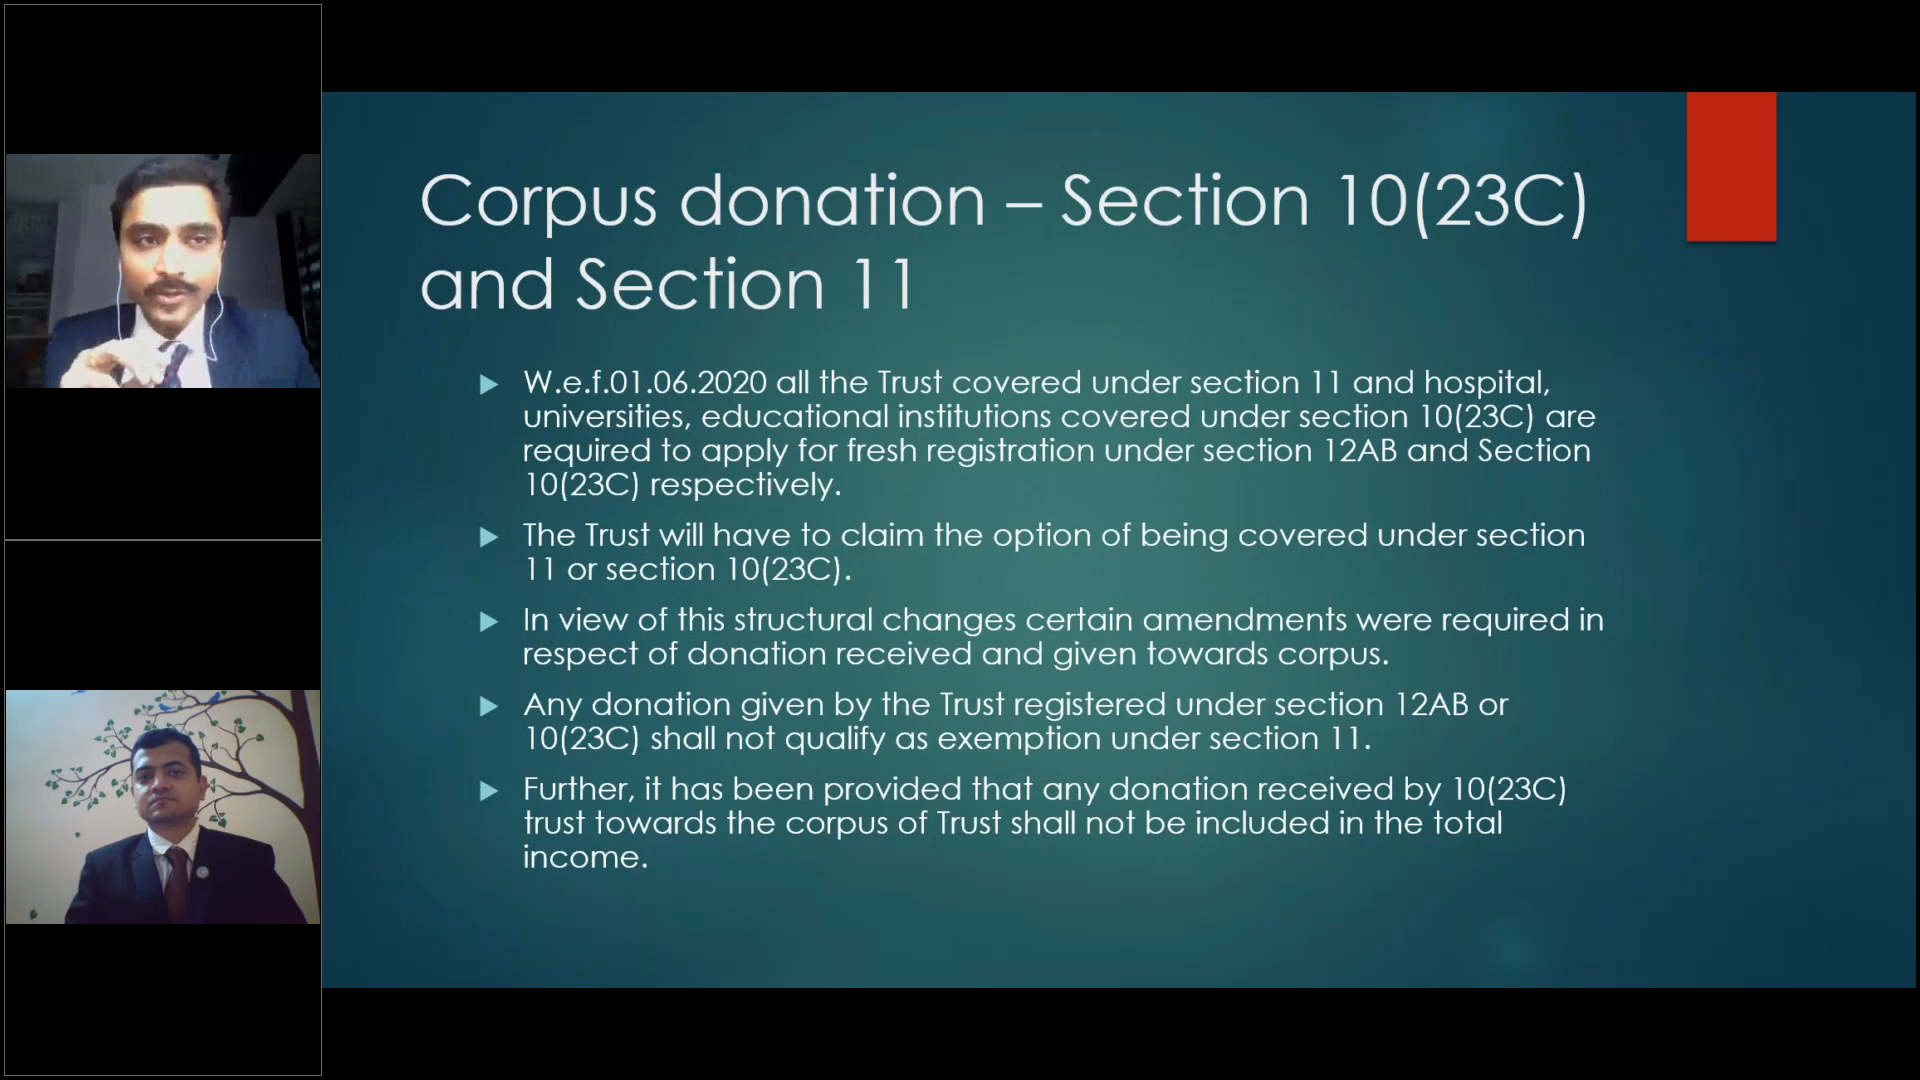 Corpus donation – Section 10(23C)
and Section 11
W.e.f.01.06.2020 all the Trust covered under section 11 and hospital,
universities, educational institutions covered under section 10(23C) are
required to apply for fresh registration under section 12AB and Section
10(23C) respectively.
The Trust will have to claim the option of being covered under section
11 or section 10(23C).
In view of this structural changes certain amendments were required in
respect of donation received and given towards corpus.
Any donation given by the Trust registered under section 12AB or
10(23C) shall not qualify as exemption under section 11.
Further, it has been provided that any donation received by 10(23C)
trust towards the corpus of Trust shall not be included in the total
income.